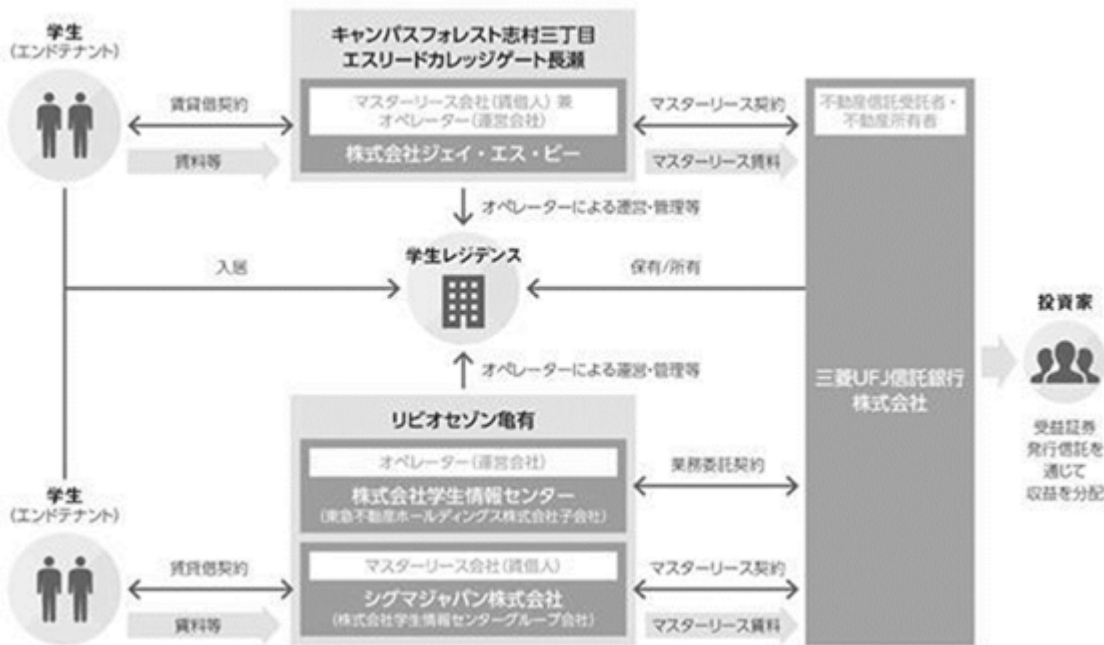 学生
(エンドテナント)
キャンパスフォレスト志村三丁目
エスリードカレッジゲート長瀬
賃貸借契約
マスターリース会社(賃借人) 兼
オペレーター(運営会社)
マスターリース契約
不動産信託受託者・
不動産所有者
賃料等
株式会社ジェイ・エス・ビー
マスターリース賃料
オペレーターによる運営・管理等
学生レジデンス
入居
保有/所有
投資家
オペレーターによる運営・管理等
三菱UFJ信託銀行
株式会社
リビオセゾン亀有
受益証券
発行信託を
通じて
収益を分配
オペレーター(運営会社)
業務委託契約
株式会社学生情報センター
(東急不動産ホールディングス株式会社子会社)
学生
(エンドテナント)
賃貸借契約
マスターリース会社(賃借人)
マスターリース契約
シグマジャパン株式会社
(株式会社学生情報センターグループ会社)
賃料等
マスターリース賃料